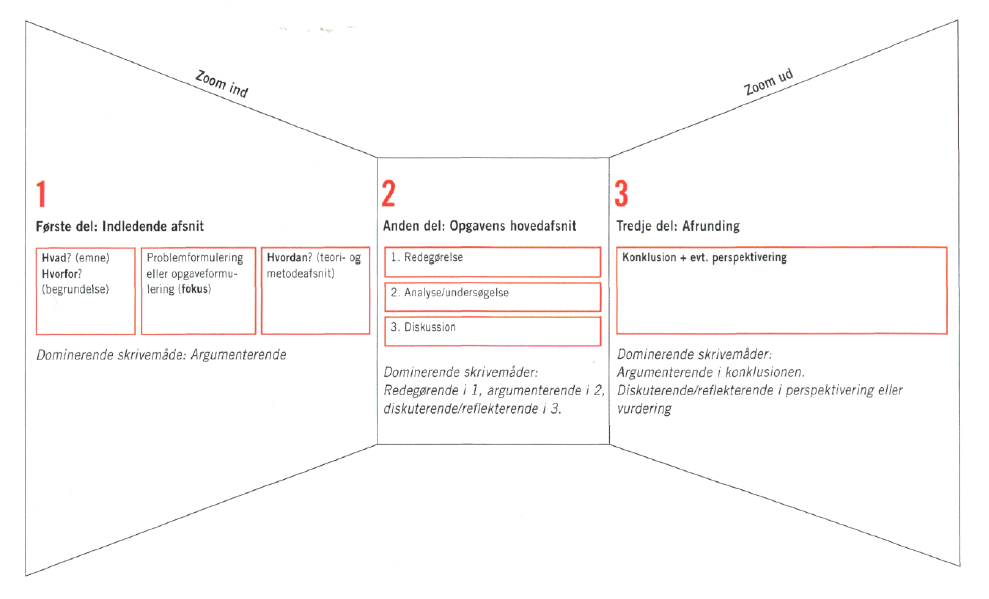 Zoom ind
Zoom ud
1
Første del: Indledende afsnit
Hvad? (emne)
Hvorfor?
(begrundelse)
Problemformulering
eller opgaveformu-
lering (fokus)
Hvordan? (teori- og
metodeafsnit)
Dominerende skrivemåde: Argumenterende
2
Anden del: Opgavens hovedafsnit
1. Redegørelse
2. Analyse/undersøgelse
3. Diskussion
Dominerende skrivemåder:
Redegørende i 1, argumenterende i 2,
diskuterende/reflekterende i 3.
3
Tredje del: Afrunding
Konklusion + evt. perspektivering
Dominerende skrivemåder:
Argumenterende i konklusionen.
Diskuterende/reflekterende i perspektivering eller
vurdering